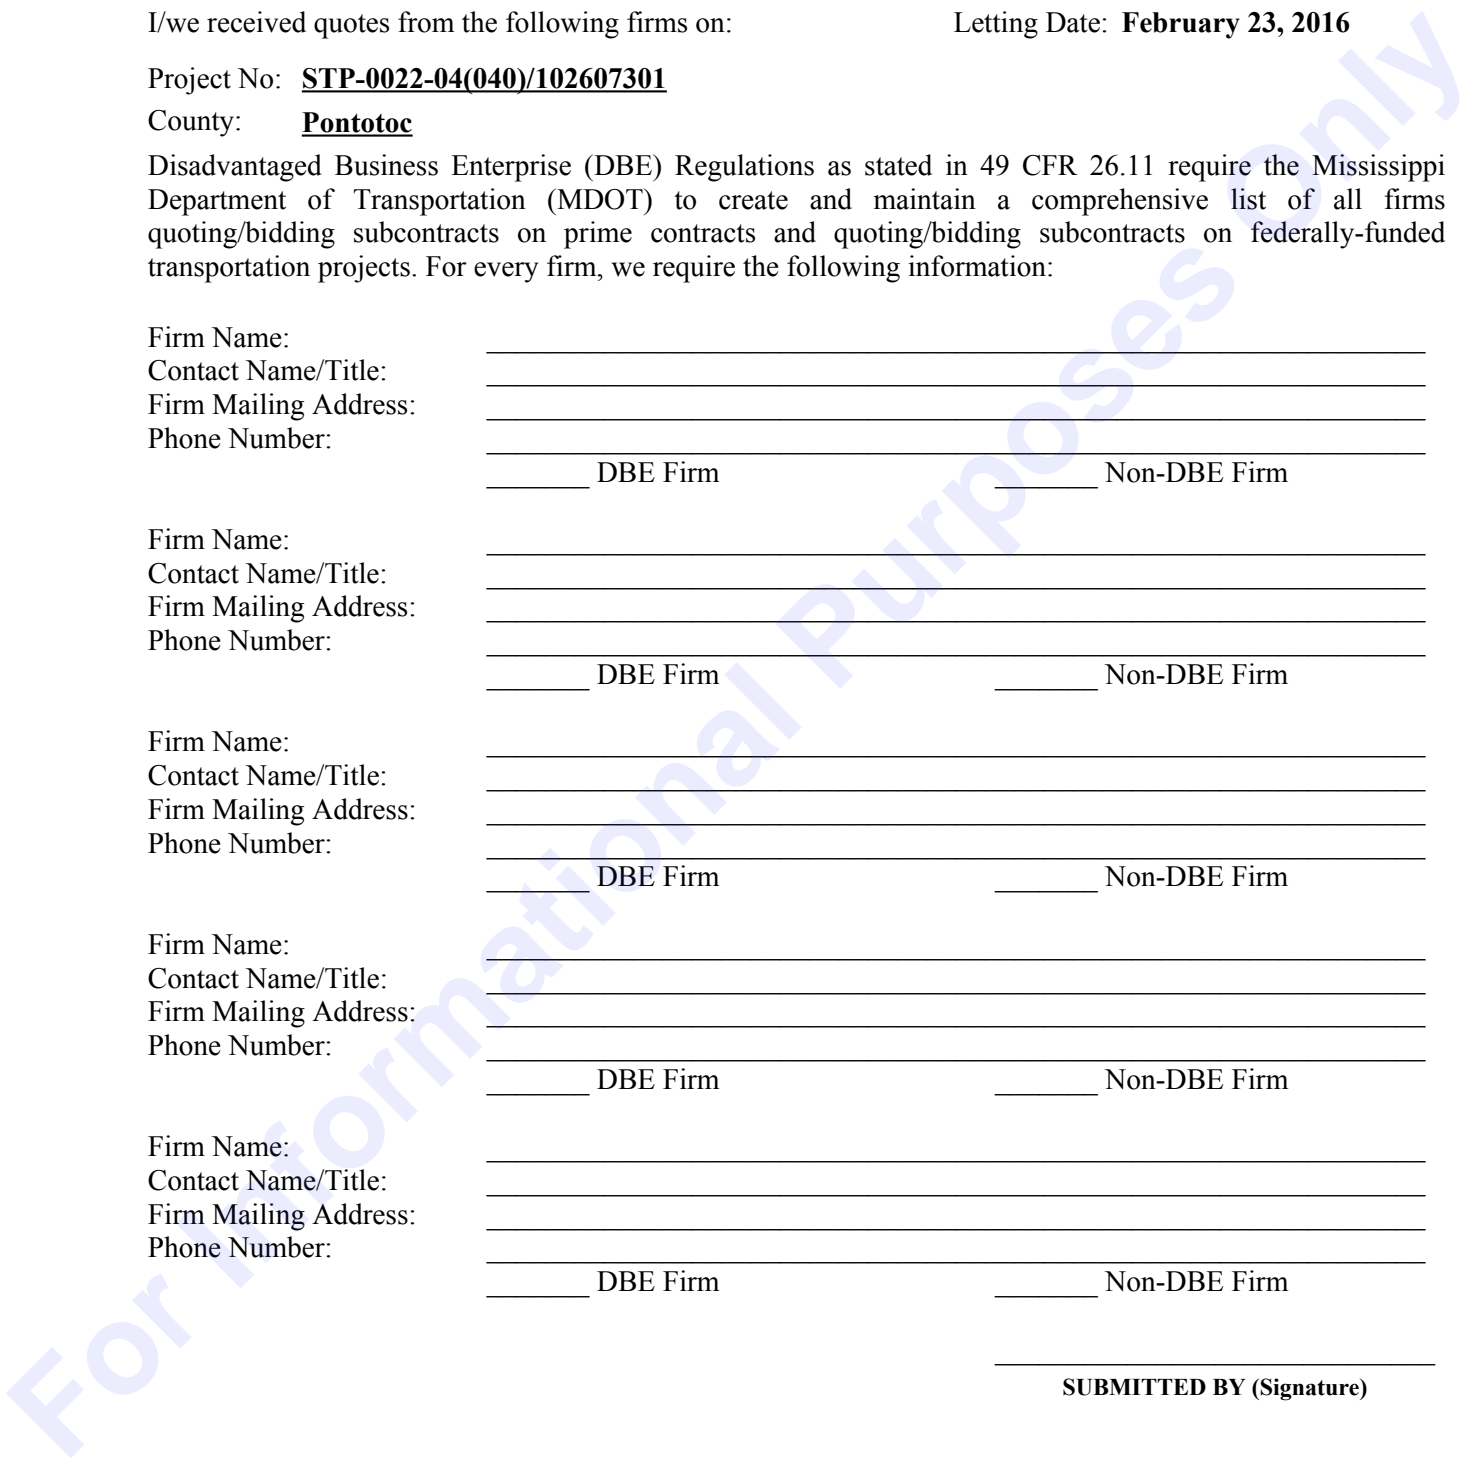 I/we received quotes from the following firms on: Letting Date: February 23, 2016
Project No: STP-0022-04(040)/102607301
County: Pontotoc
Disadvantaged Business Enterprise (DBE) Regulations as stated in 49 CFR 26.11 require the Mississippi
Department of Transportation (MDOT) to create and maintain a comprehensive list of all firms
quoting/bidding subcontracts on prime contracts and quoting/bidding subcontracts on federally-funded
transportation projects. For every firm, we require the following information:
Firm Name:
Contact Name/Title:
Firm Mailing Address:
Phone Number:
DBE Firm Non-DBE Firm
Firm Name:
Contact Name/Title:
Firm Mailing Address:
Phone Number:
DBE Firm Non-DBE Firm
Firm Name:
Contact Name/Title:
Firm Mailing Address:
Phone Number:
DBE Firm Non-DBE Firm
Firm Name:
Contact Name/Title:
Firm Mailing Address:
Phone Number:
DBE Firm Non-DBE Firm
Firm Name:
Contact Name/Title:
Firm Mailing Address:
Phone Number:
DBE Firm Non-DBE Firm
SUBMITTED BY (Signature)
For Informational Purposes Only